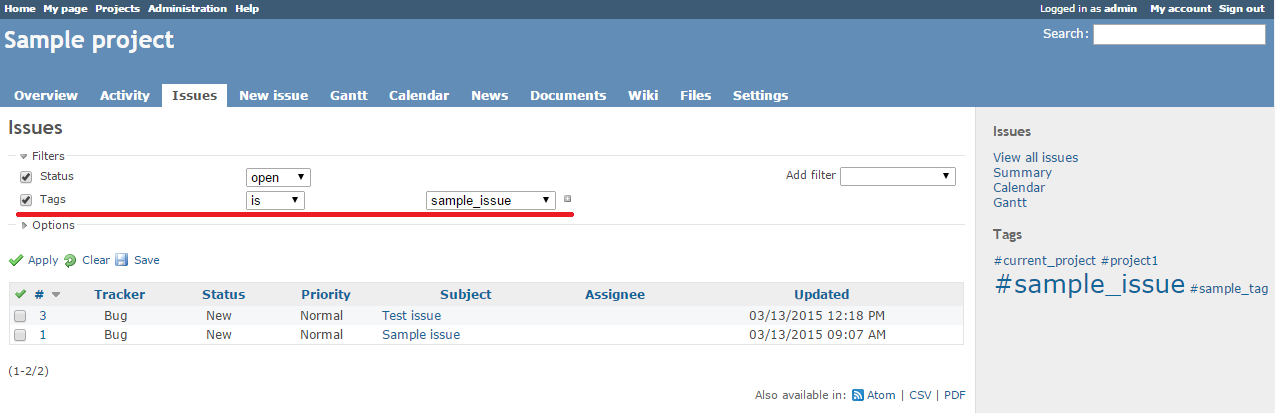 Home My page Projects Administration Help Logged in as admin My account Sign out
Sample project Search:
Overview Activity Issues New issue Gantt Calendar News Documents Wiki Files Settings
Issues
Filters
Status open Add filter
Tags is sample_issue
Options
Apply Clear Save
# Tracker Status Priority Subject Assignee Updated
3 Bug New Normal Test issue 03/13/2015 12:18 PM
1 Bug New Normal Sample issue 03/13/2015 09:07 AM
(1-2/2)
Also available in: Atom | CSV | PDF
Issues
View all issues
Summary
Calendar
Gantt
Tags
#current_project #project1
#sample_issue #sample_tag